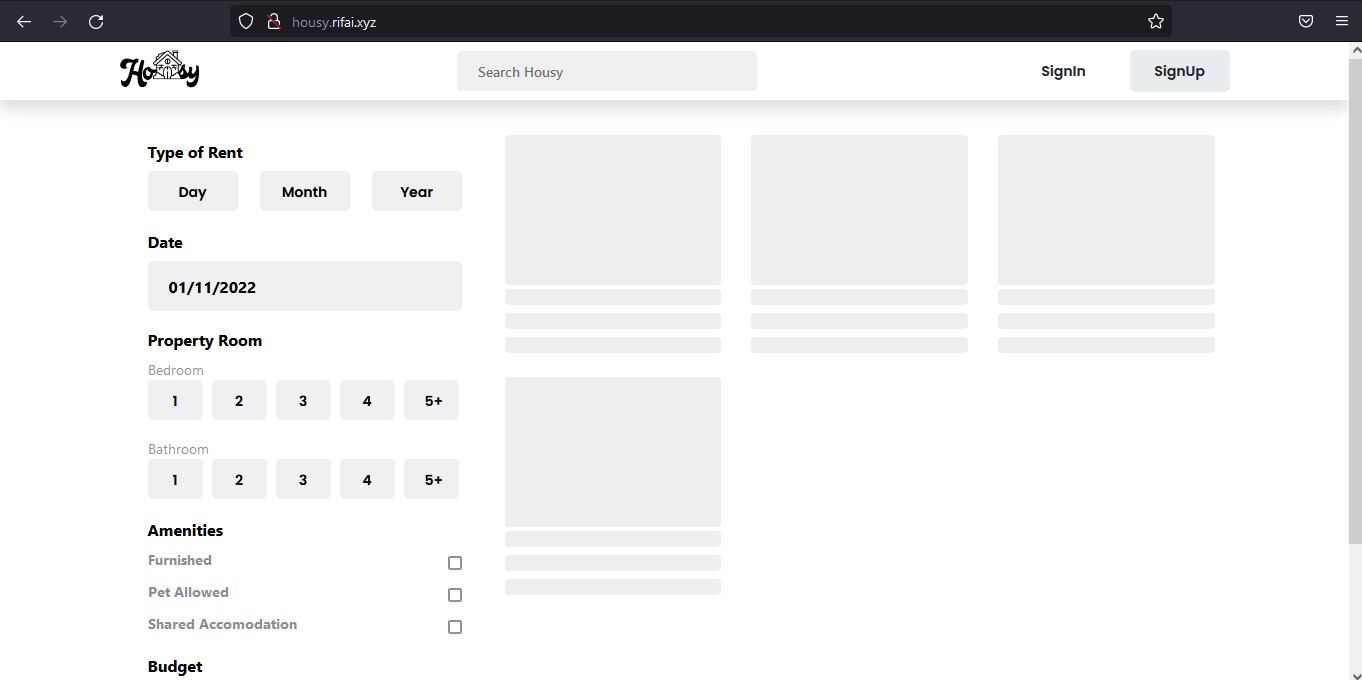 housy.rifai.xyz
Housy
Search Housy
SignIn
SignUp
Type of Rent
Day
Month
Year
Date
01/11/2022
Property Room
Bedroom
1
2
3
4
5+
Bathroom
1
2
3
4
5+
Amenities
Furnished
Pet Allowed
Shared Accomodation
Budget